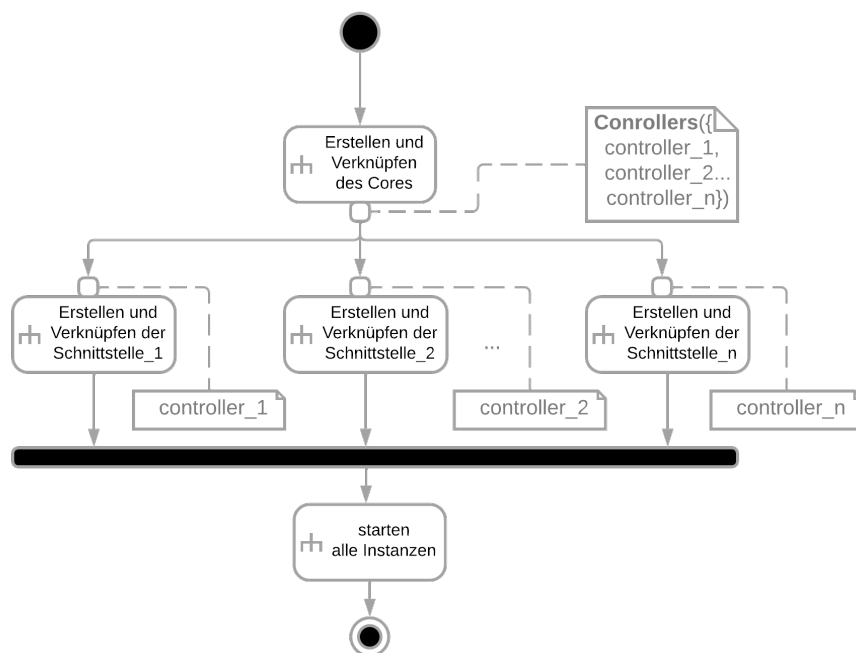 Erstellen und
Verknüpfen
des Cores
Conrollers({
controller_1,
controller_2...
controller_n})
Erstellen und
Verknüpfen der
Schnittstelle_1
Erstellen und
Verknüpfen der
Schnittstelle_2
...
Erstellen und
Verknüpfen der
Schnittstelle_n
controller_1
controller_2
controller_n
starten
alle Instanzen